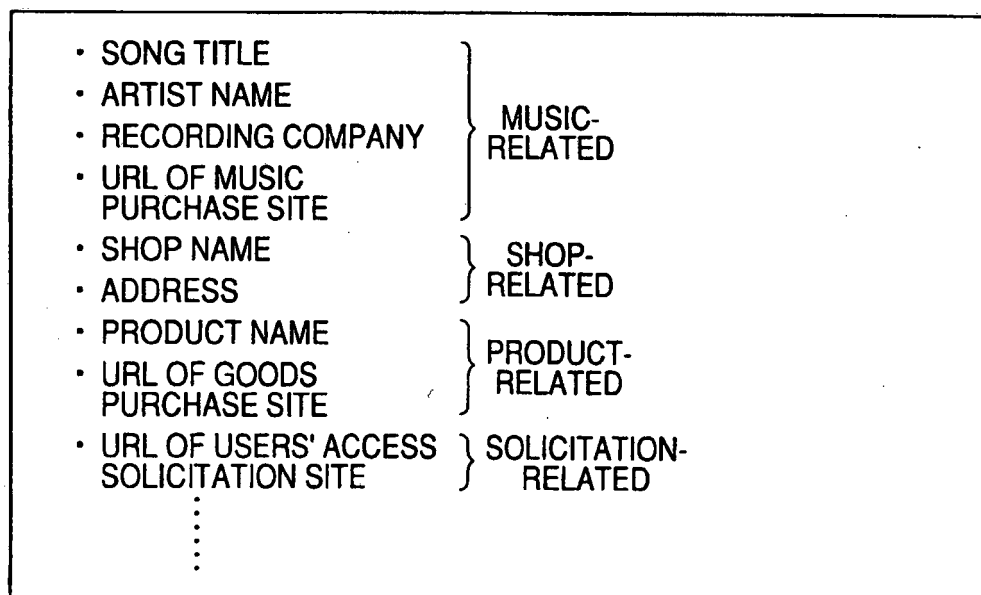 · SONG TITLE
· ARTIST NAME
· RECORDING COMPANY
· URL OF MUSIC
PURCHASE SITE
MUSIC-
RELATED
· SHOP NAME
· ADDRESS
SHOP-
RELATED
· PRODUCT NAME
· URL OF GOODS
PURCHASE SITE
PRODUCT-
RELATED
· URL OF USERS' ACCESS
SOLICITATION SITE
SOLICITATION-
RELATED